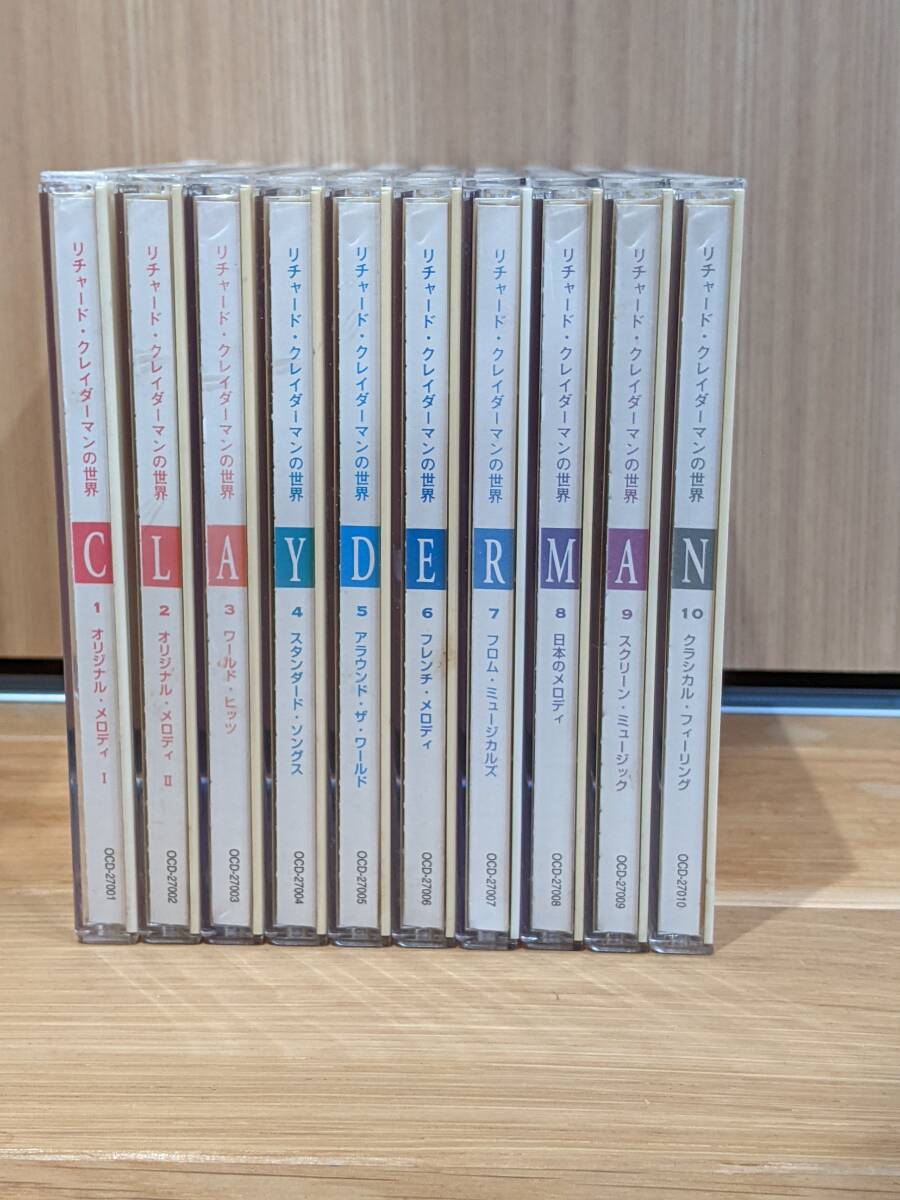 リチャード・クレイダーマンの世界
C
1 オリジナル・メロディ I
OCD-27001
リチャード・クレイダーマンの世界
L
2 オリジナル・メロディ II
OCD-27002
リチャード・クレイダーマンの世界
A
3 ワールド・ヒッツ
OCD-27003
リチャード・クレイダーマンの世界
Y
4 スタンダード・ソングス
OCD-27004
リチャード・クレイダーマンの世界
D
5 アラウンド・ザ・ワールド
OCD-27005
リチャード・クレイダーマンの世界
E
6 フレンチ・メロディ
OCD-27006
リチャード・クレイダーマンの世界
R
7 フロム・ミュージカルズ
OCD-27007
リチャード・クレイダーマンの世界
M
8 日本のメロディ
OCD-27008
リチャード・クレイダーマンの世界
A
9 スクリーン・ミュージック
OCD-27009
リチャード・クレイダーマンの世界
N
10 クラシカル・フィーリング
OCD-27010